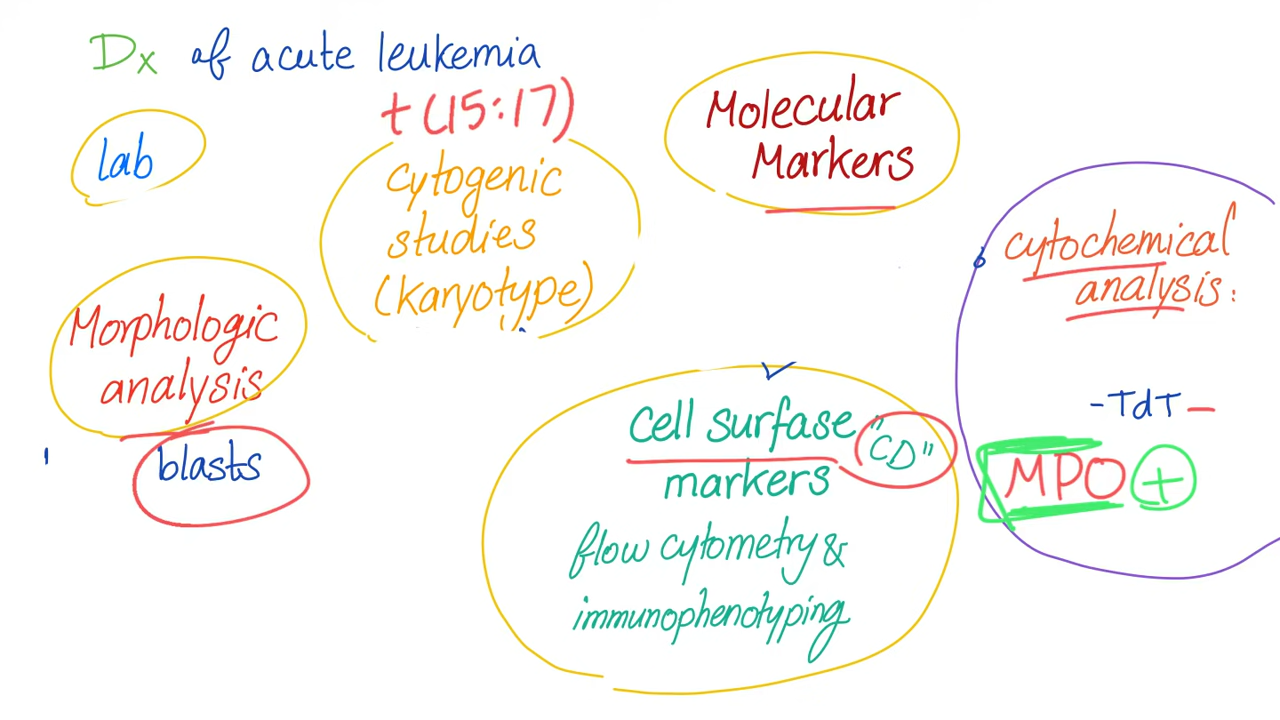 Dx of acute leukemia
lab
t(15:17)
cytogenic
studies
(karyotype)
Molecular
Markers
Morphologic
analysis
blasts
cell surfase "CD"
markers
flow cytometry &
immunophenotyping
cytochemical
analysis:
-TdT -
MPO +